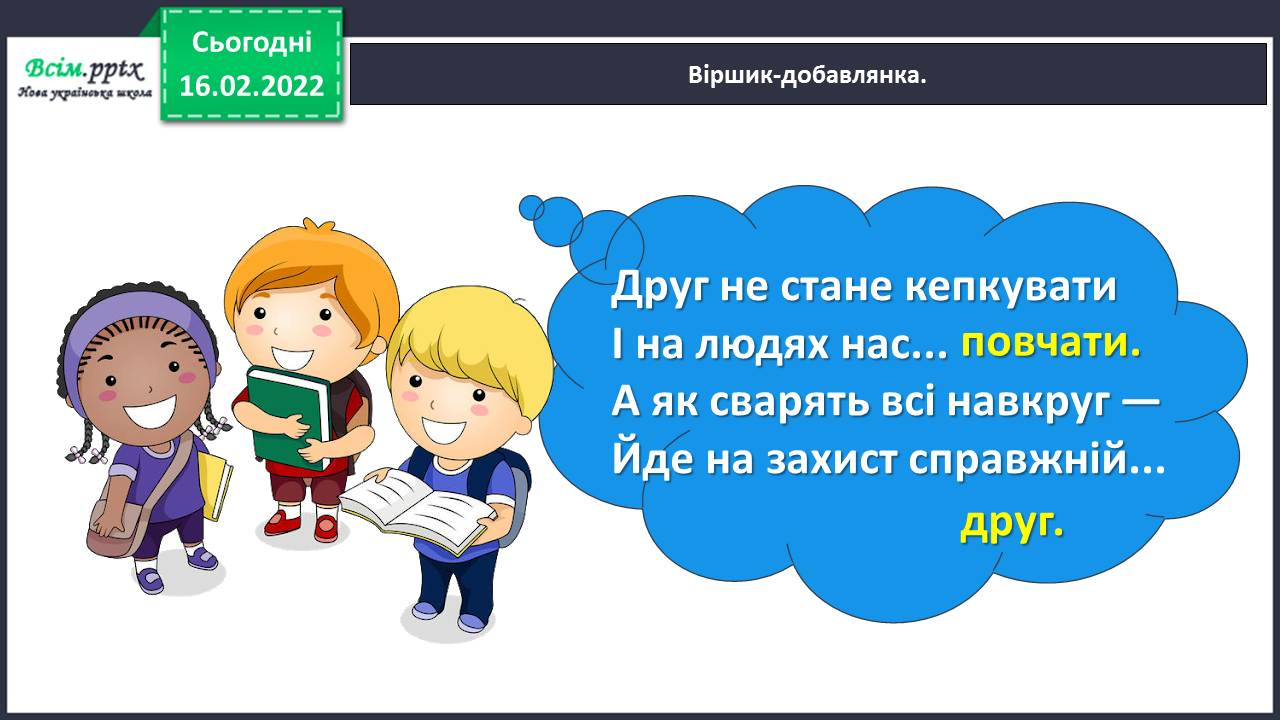 Сьогодні
16.02.2022
Всім.pptx
Нова українська школа
Віршик-добавлянка.
Друг не стане кепкувати
І на людях нас... повчати.
А як сварять всі навкруг —
Йде на захист справжній...
друг.